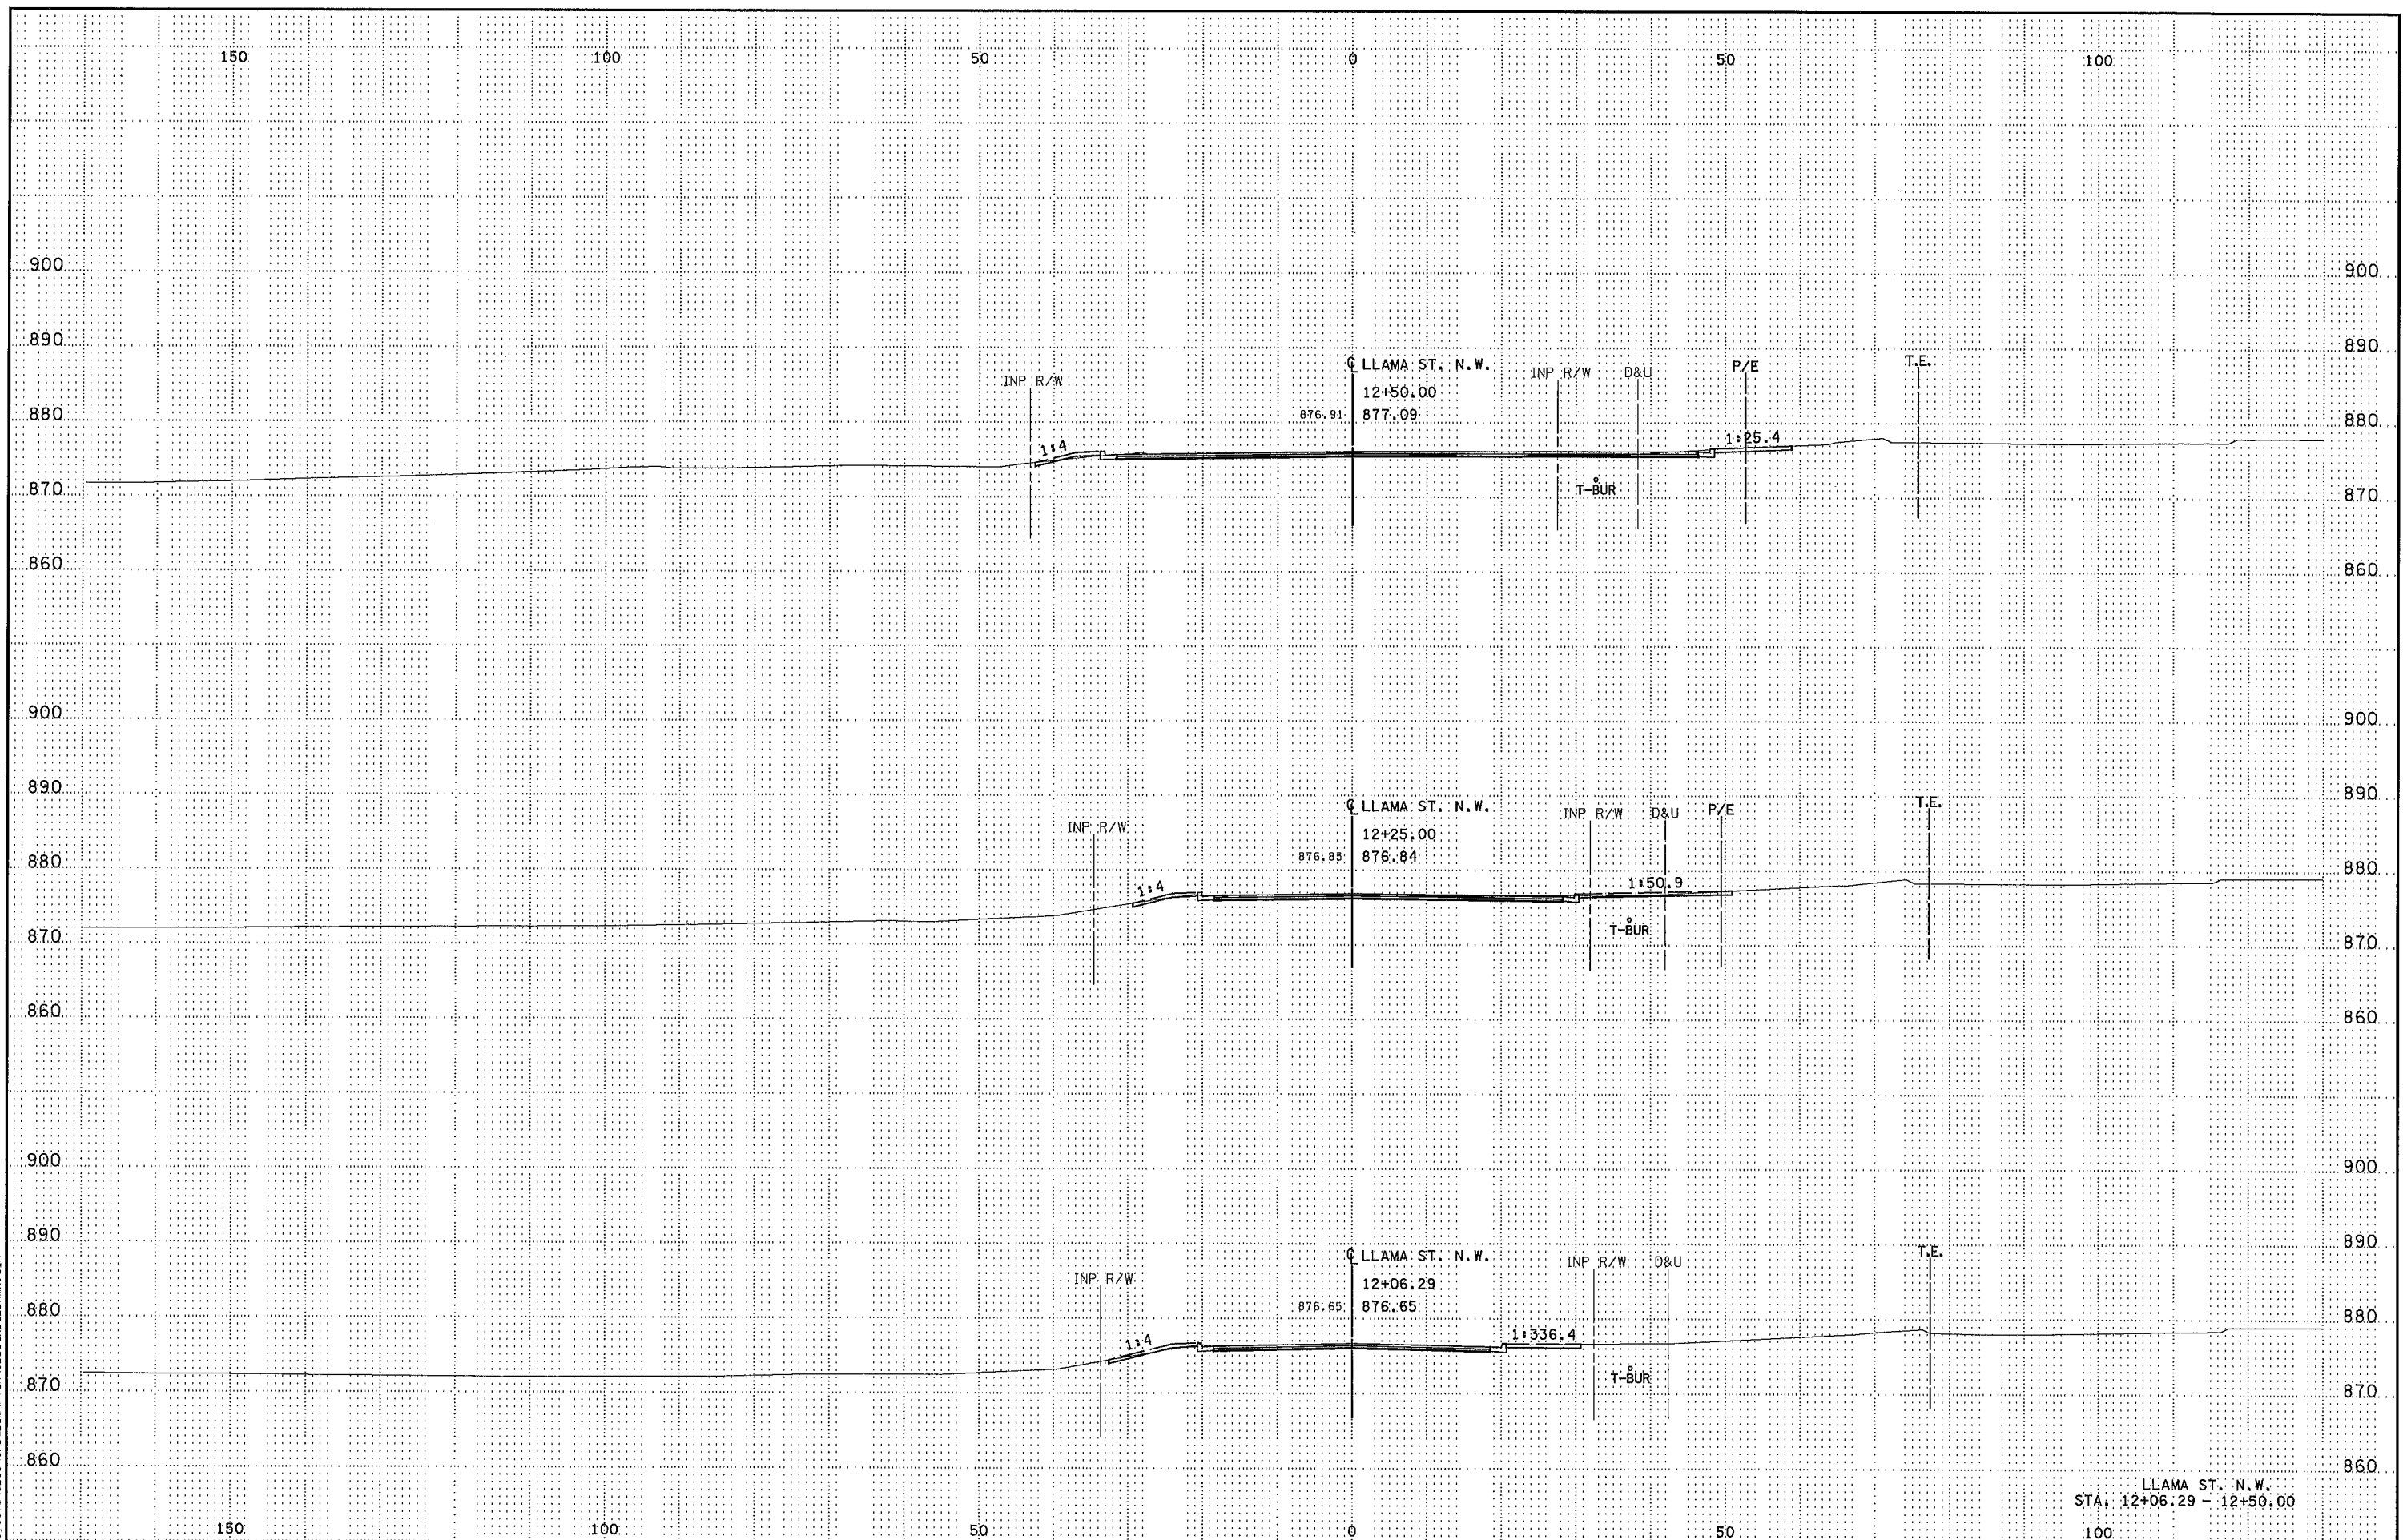 150 100 50 0 50 100
900 900
890 890
INP R/W ℄ LLAMA ST. N.W. INP R/W D&U P/E T.E.
12+50.00
880 876.91 877.09 880
1:4 1:25.4
870 T-BUR 870
860 860
900 900
890 890
INP R/W ℄ LLAMA ST. N.W. INP R/W D&U P/E T.E.
12+25.00
880 876.83 876.84 880
1:4 1:50.9
870 T-BUR 870
860 860
900 900
890 890
INP R/W ℄ LLAMA ST. N.W. INP R/W D&U T.E.
12+06.29
880 876.65 876.65 880
1:4 1:336.4
870 T-BUR 870
860 860
LLAMA ST. N.W.
STA. 12+06.29 - 12+50.00
150 100 50 0 50 100